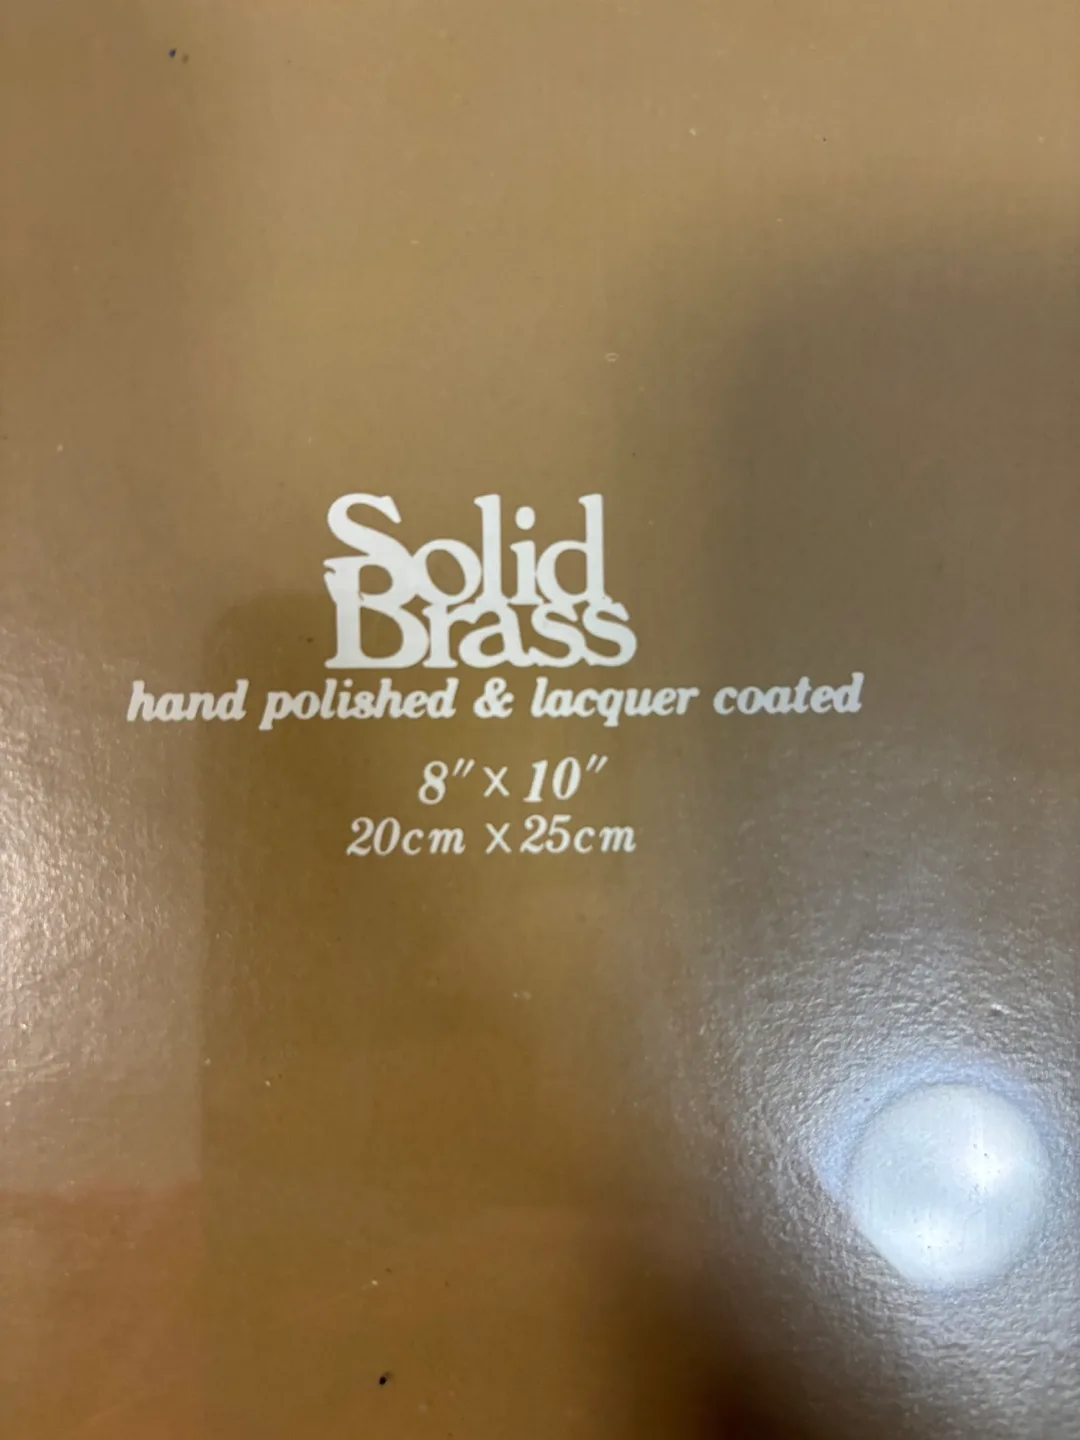 Solid
Brass
hand polished & lacquer coated
8″ X 10″
20cm X 25cm